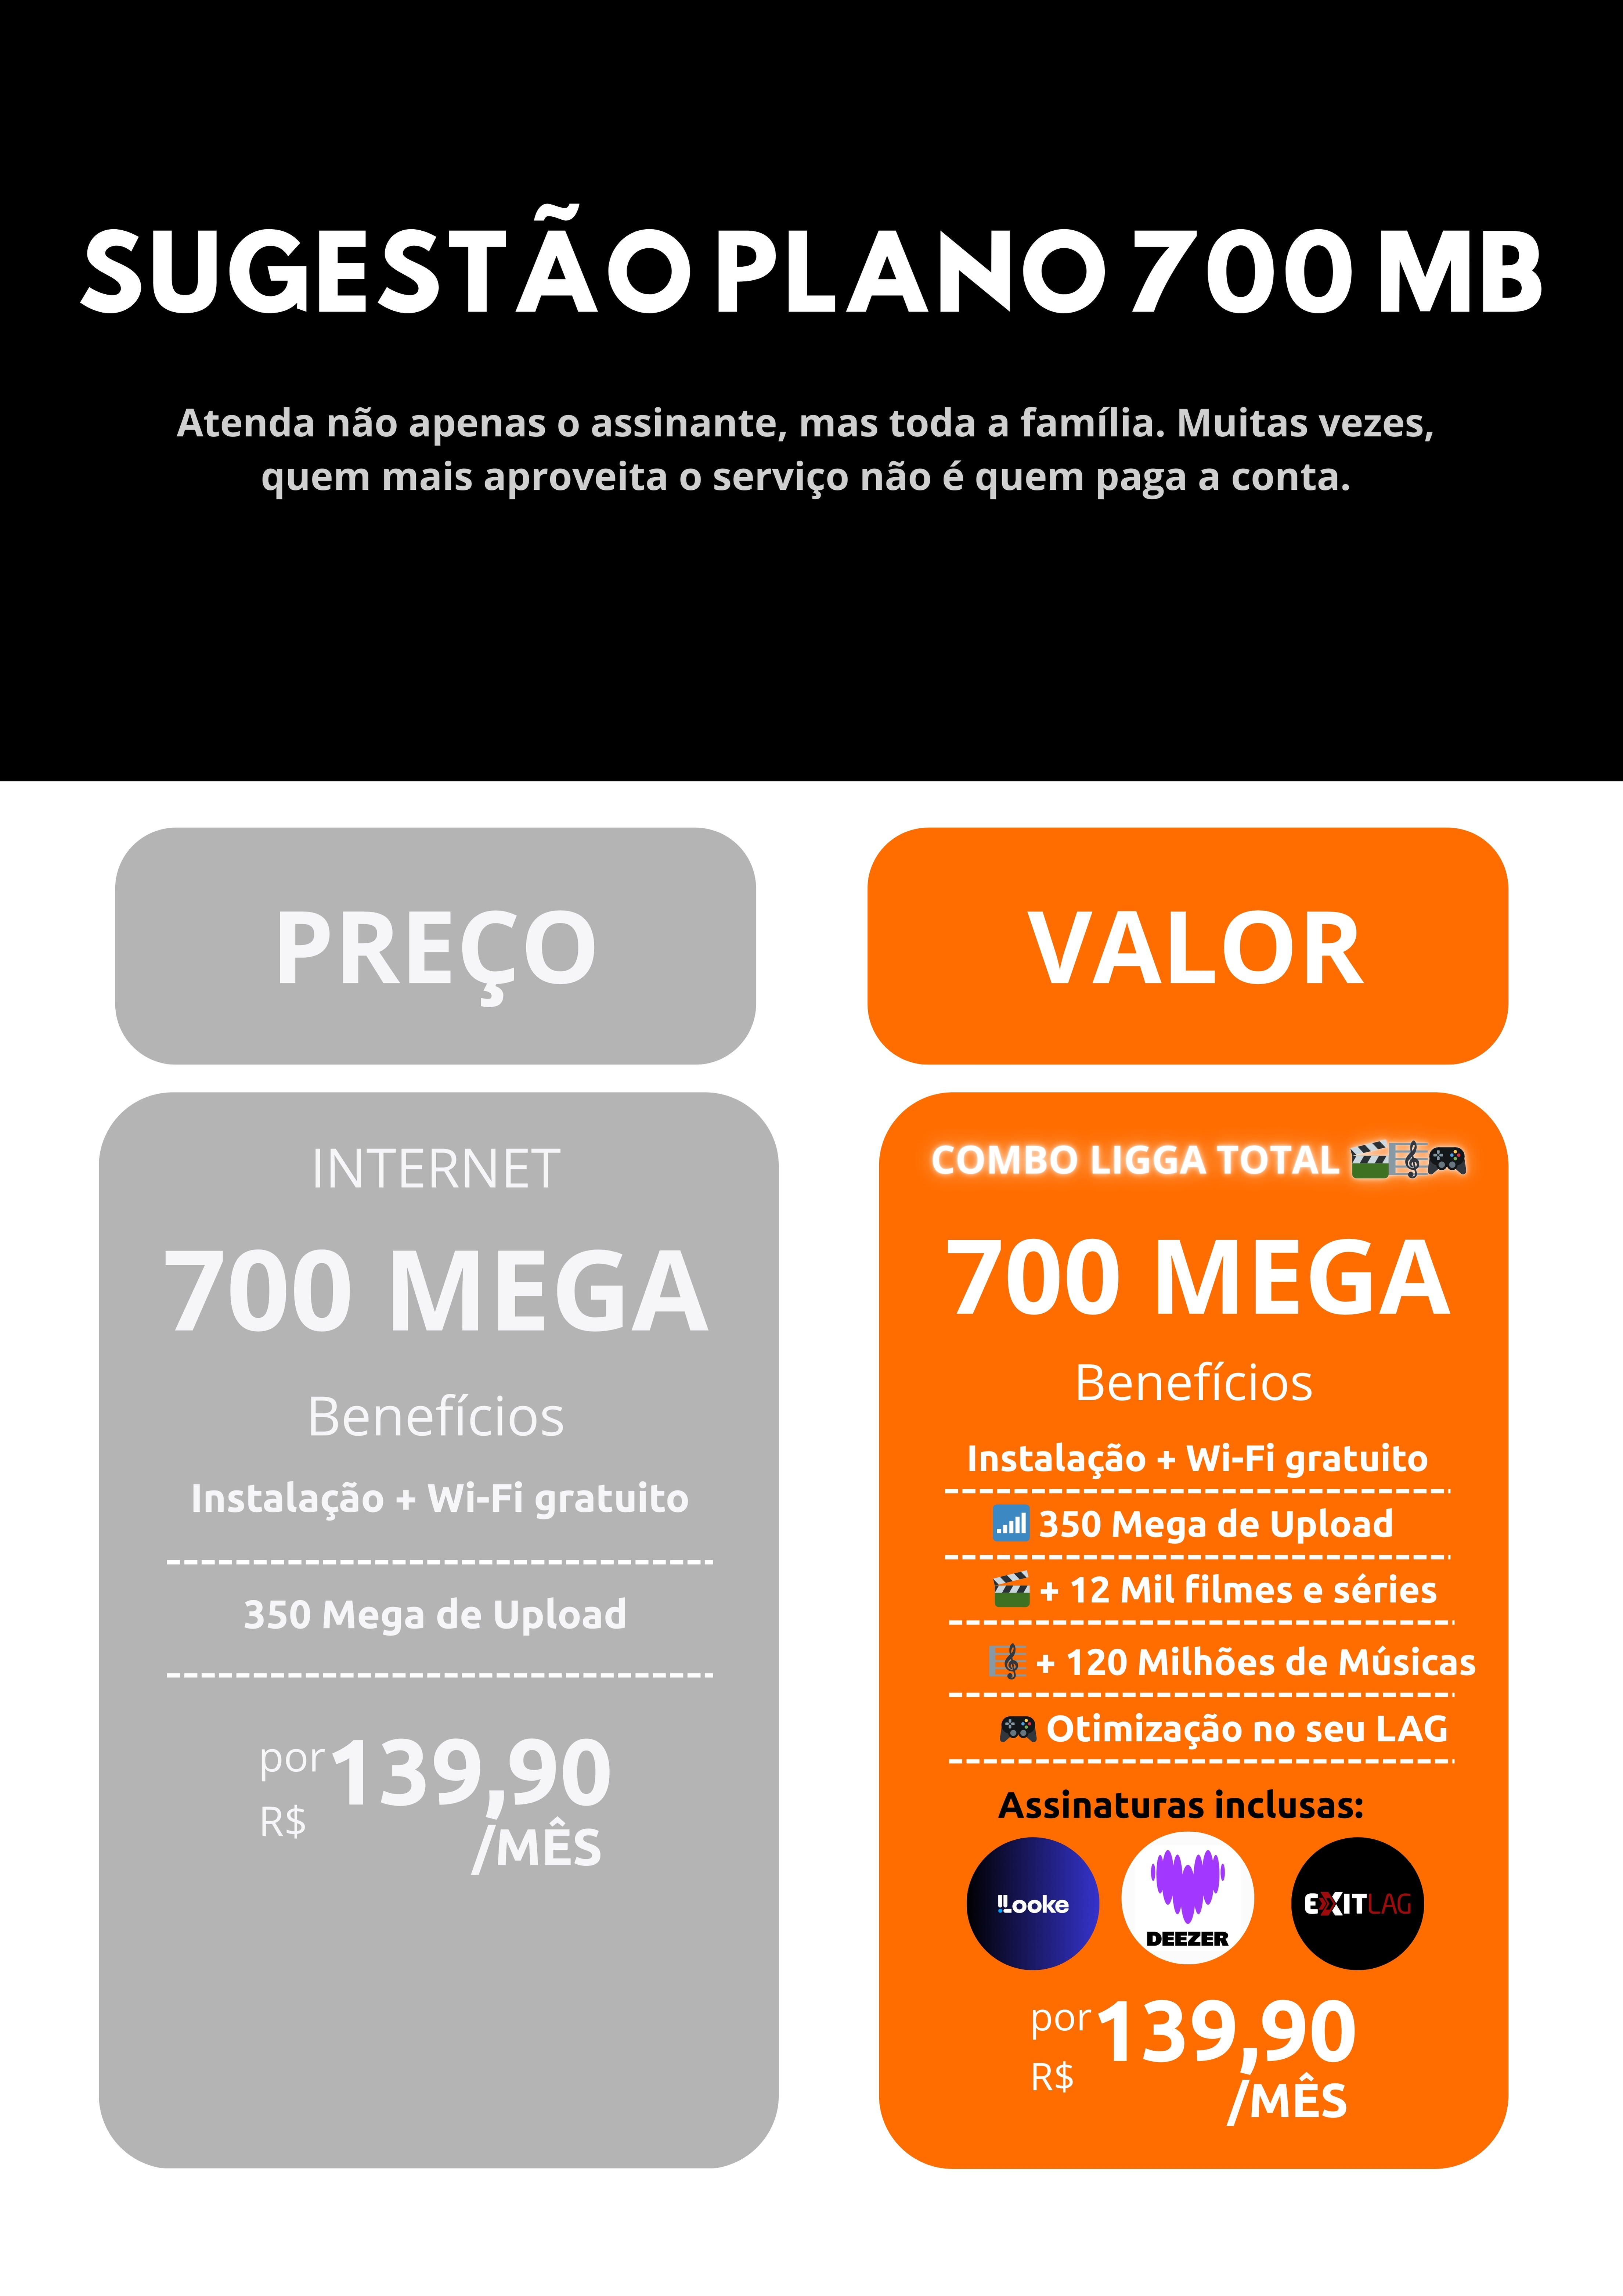 SUGESTÃO PLANO 700 MB
Atenda não apenas o assinante, mas toda a família. Muitas vezes,
quem mais aproveita o serviço não é quem paga a conta.
PREÇO
INTERNET
700 MEGA
Benefícios
Instalação + Wi-Fi gratuito
350 Mega de Upload
por 139,90
R$
/MÊS
VALOR
COMBO LIGGA TOTAL
700 MEGA
Benefícios
Instalação + Wi-Fi gratuito
350 Mega de Upload
+ 12 Mil filmes e séries
+ 120 Milhões de Músicas
Otimização no seu LAG
Assinaturas inclusas:
Looke
DEEZER
EXITLAG
por 139,90
R$
/MÊS